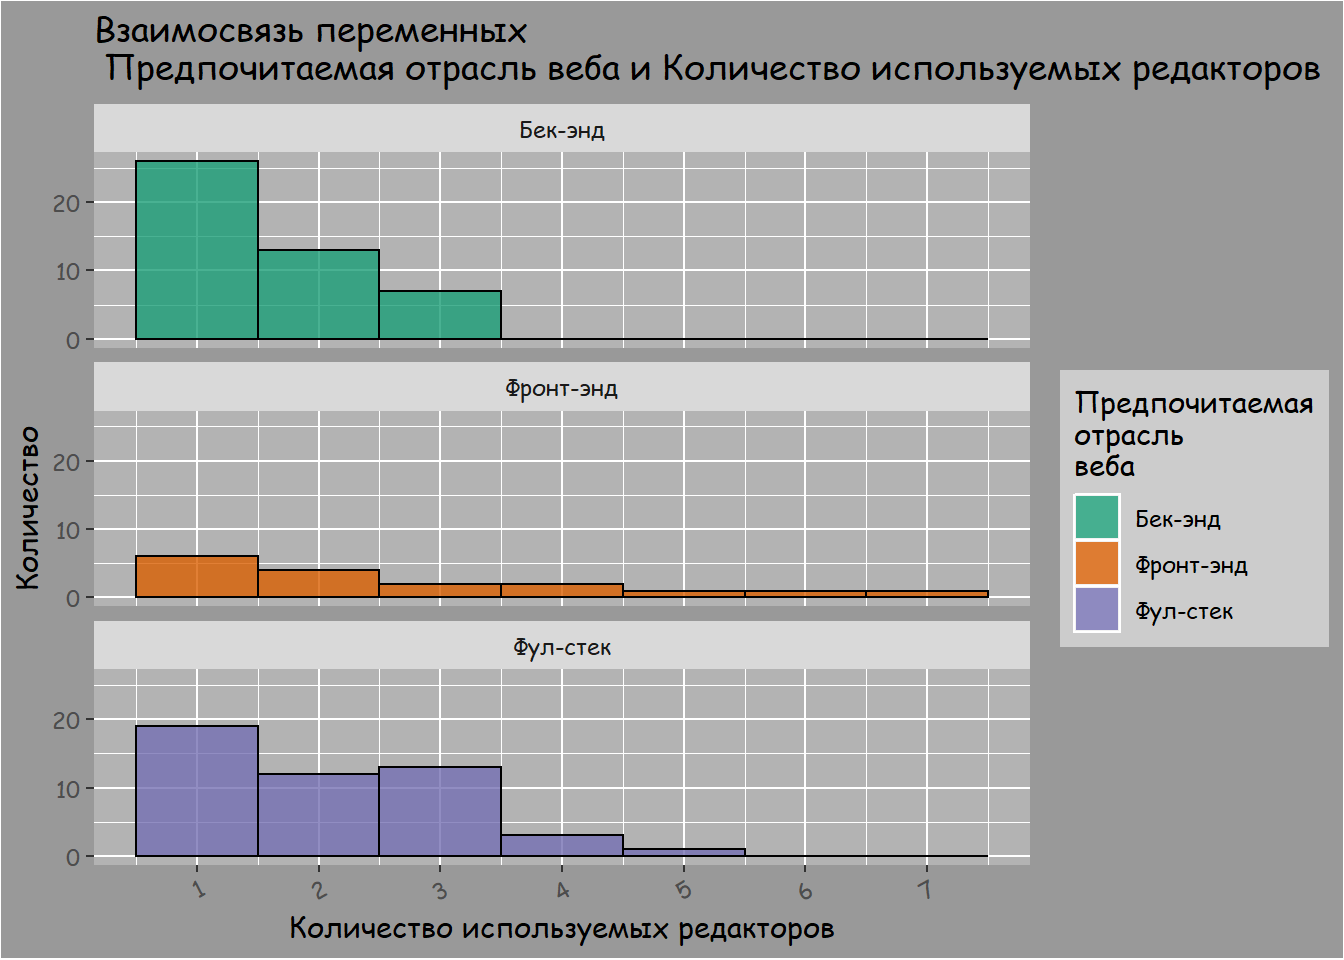 Взаимосвязь переменных
Предпочитаемая отрасль веба и Количество используемых редакторов
Бек-энд
20
10
0
Фронт-энд
20
10
0
Фул-стек
20
10
0
1 2 3 4 5 6 7
Количество используемых редакторов
Количество
Предпочитаемая
отрасль
веба
Бек-энд
Фронт-энд
Фул-стек